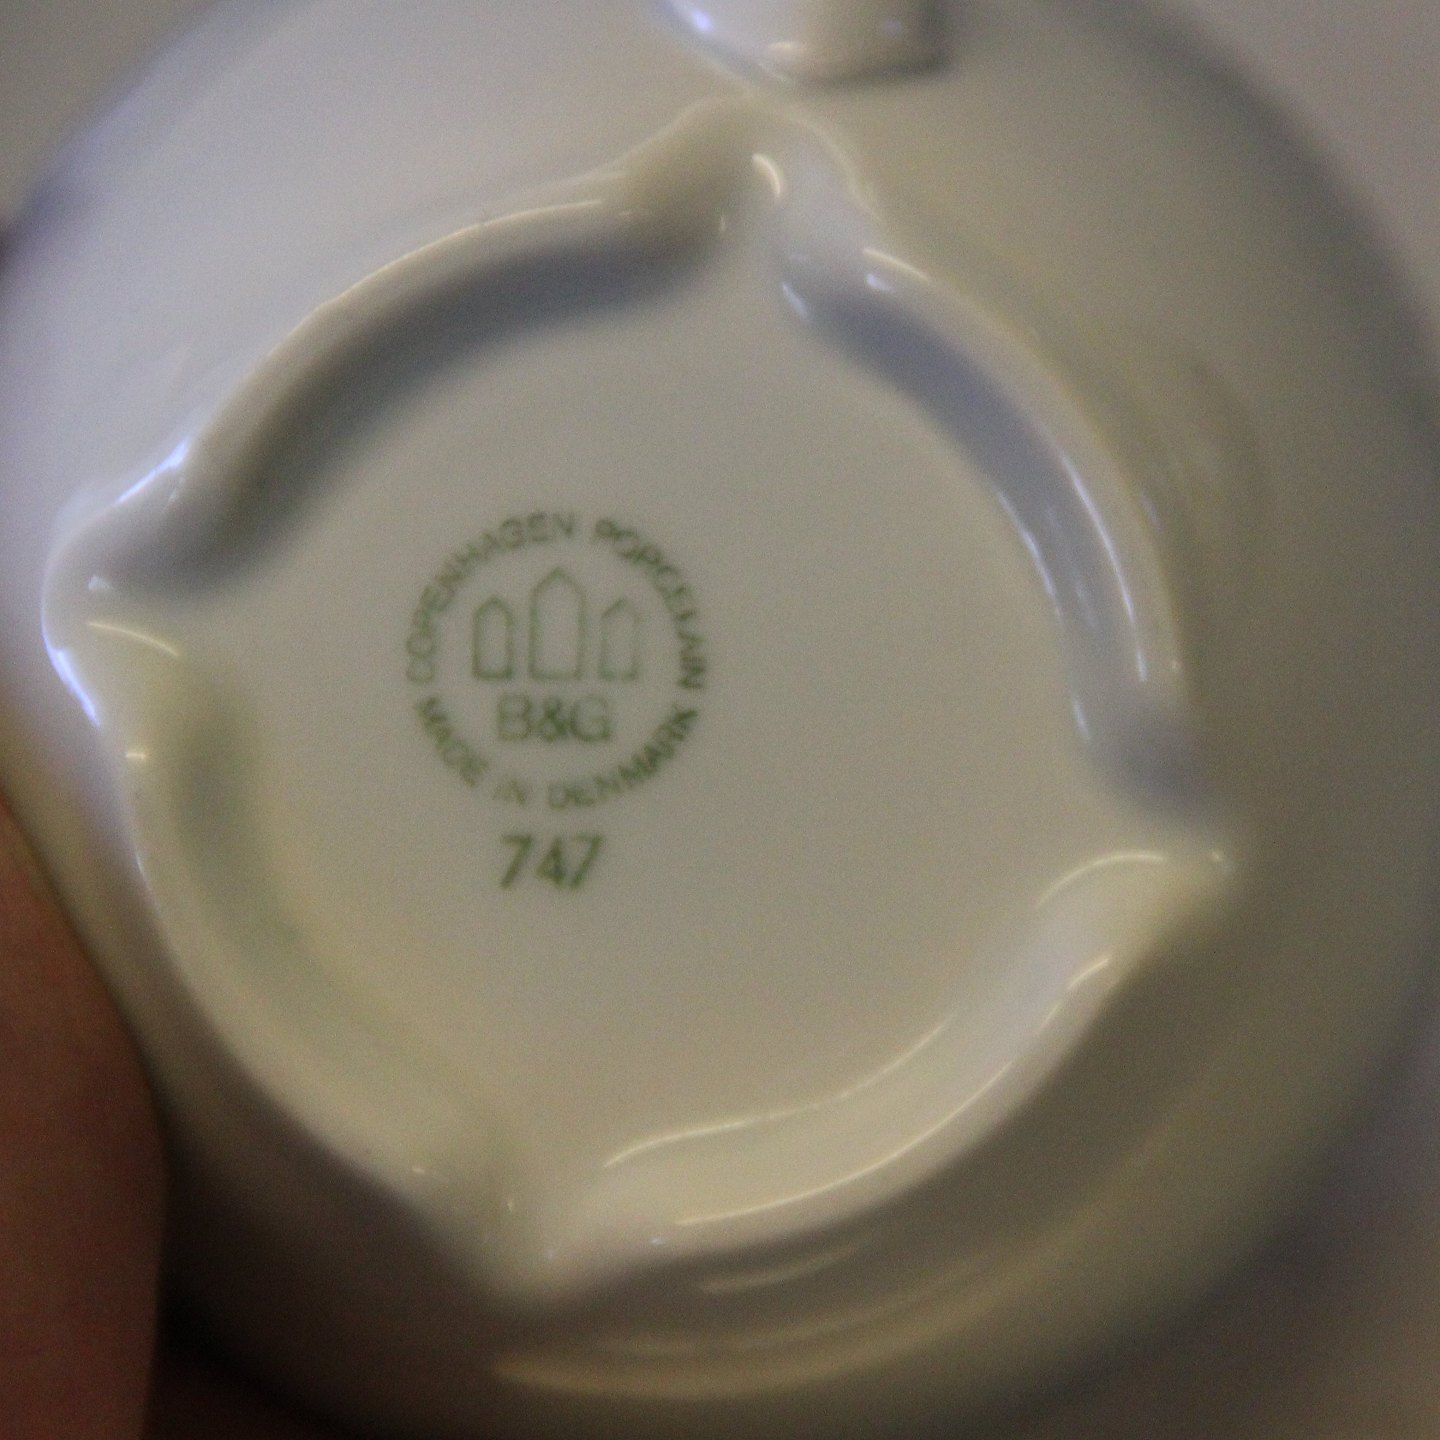 COPENHAGEN PORCELAIN
B&G
MADE IN DENMARK
747